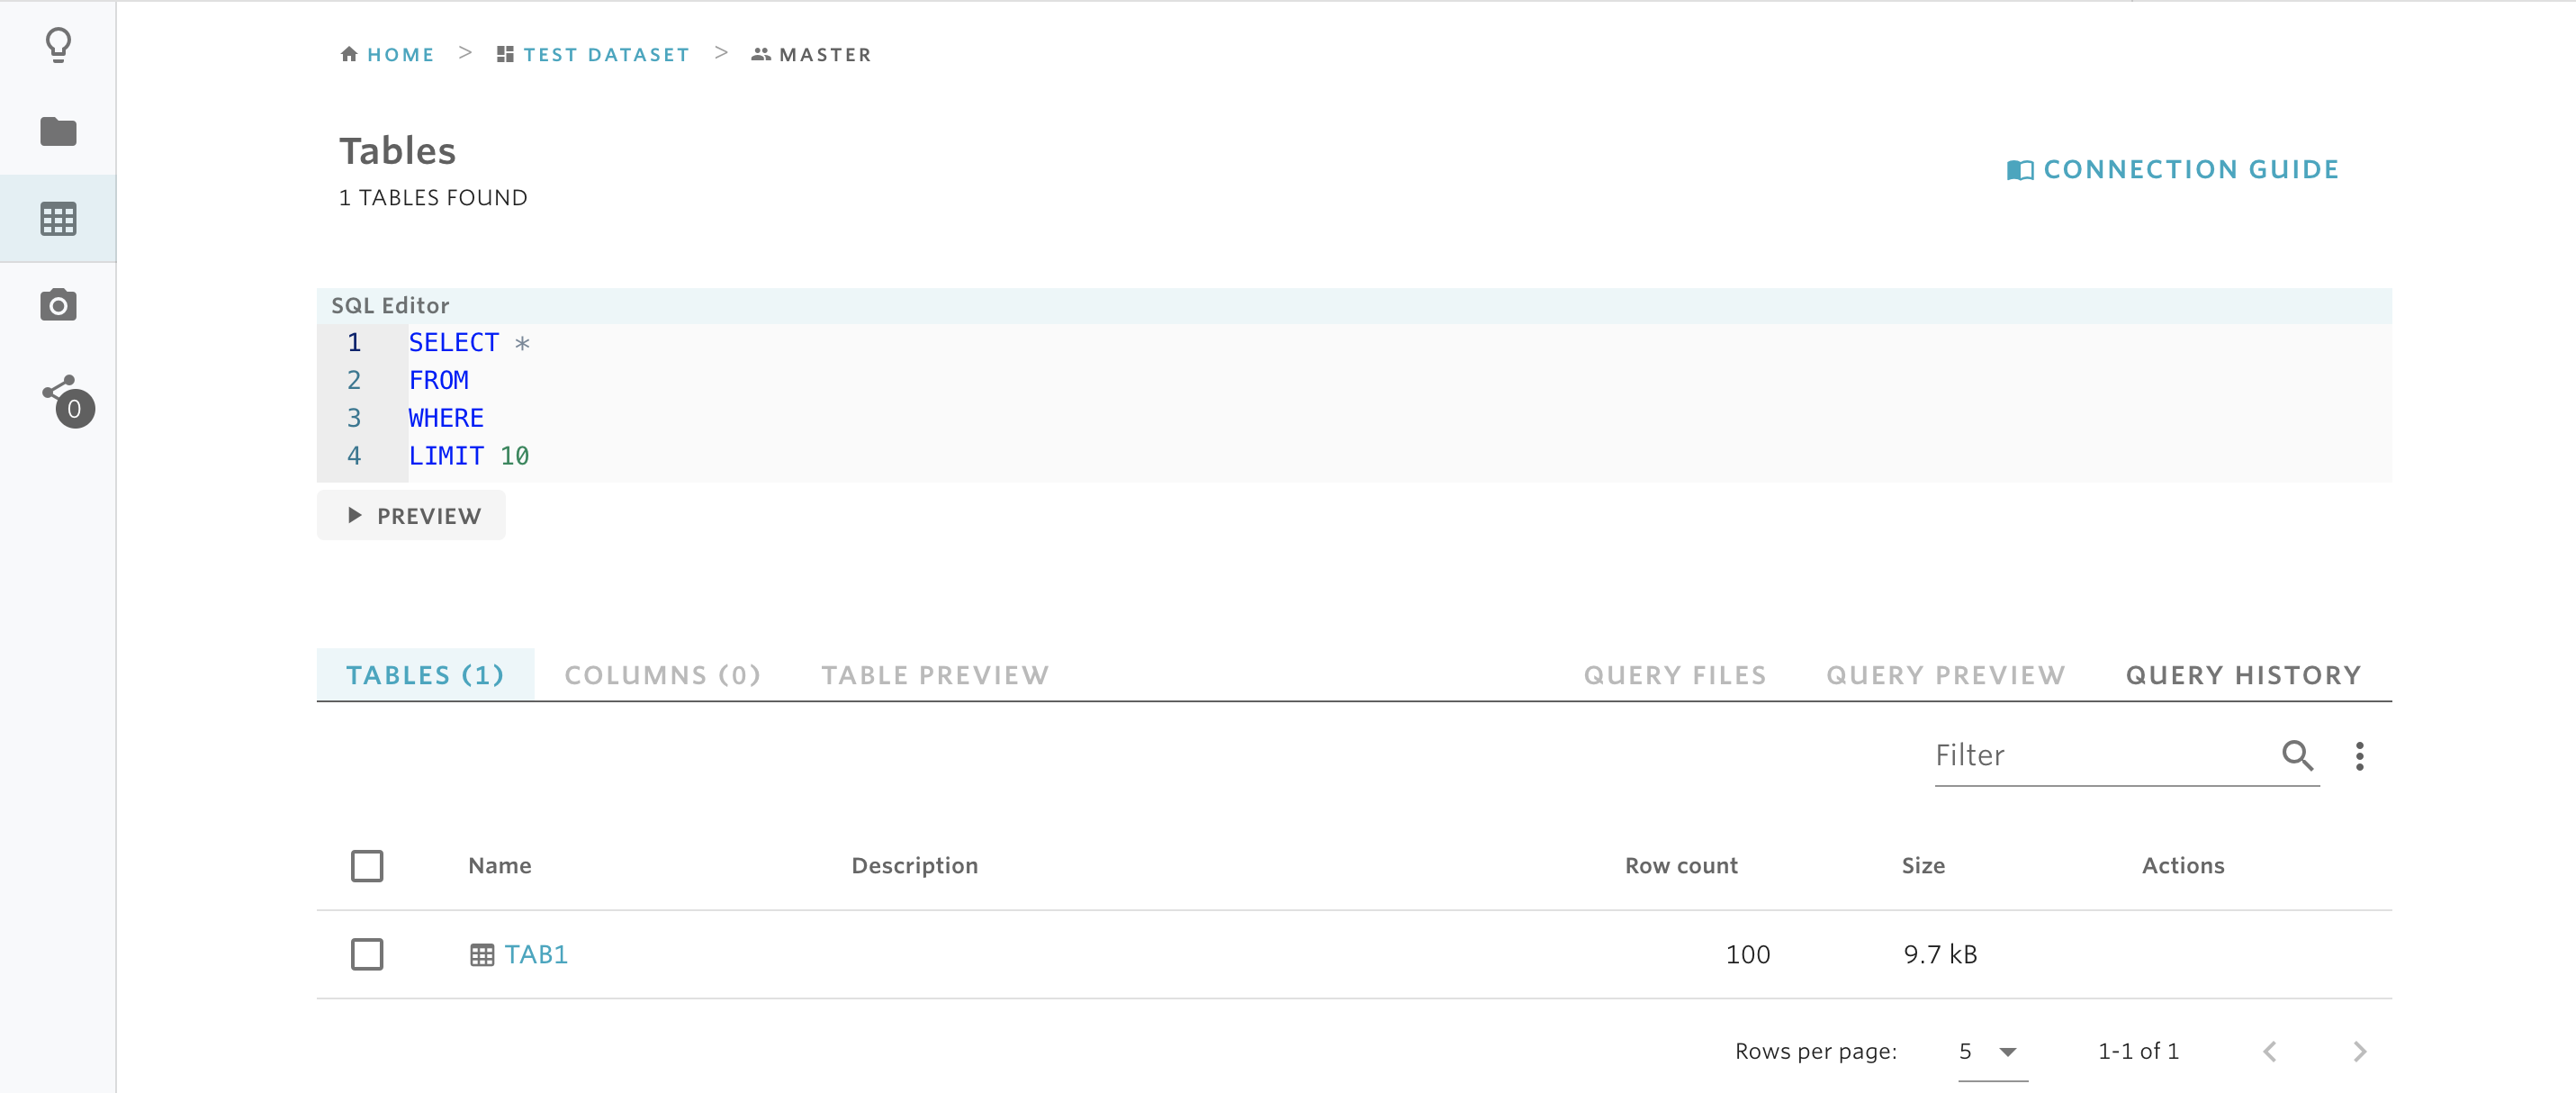 HOME > TEST DATASET > MASTER
Tables
1 TABLES FOUND
CONNECTION GUIDE
SQL Editor
1 SELECT *
2 FROM
3 WHERE
4 LIMIT 10
PREVIEW
0
TABLES (1) COLUMNS (0) TABLE PREVIEW QUERY FILES QUERY PREVIEW QUERY HISTORY
Filter
Name Description Row count Size Actions
TAB1 100 9.7 kB
Rows per page: 5 1-1 of 1